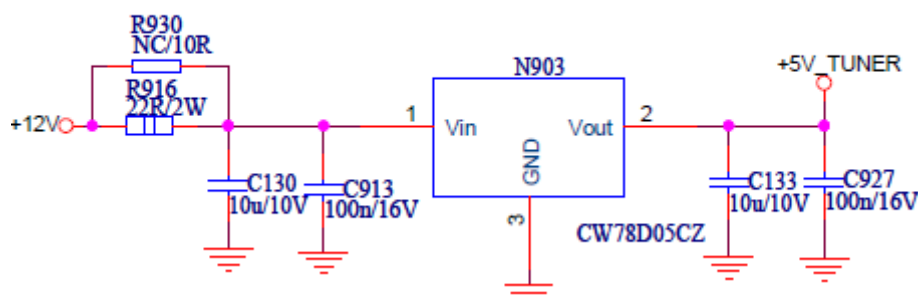 R930
NC/10R
R916
22R/2W
+12V
N903
+5V_TUNER
1
Vin
Vout
2
GND
3
C130
10u/10V
C913
100n/16V
CW78D05CZ
C133
10u/10V
C927
100n/16V